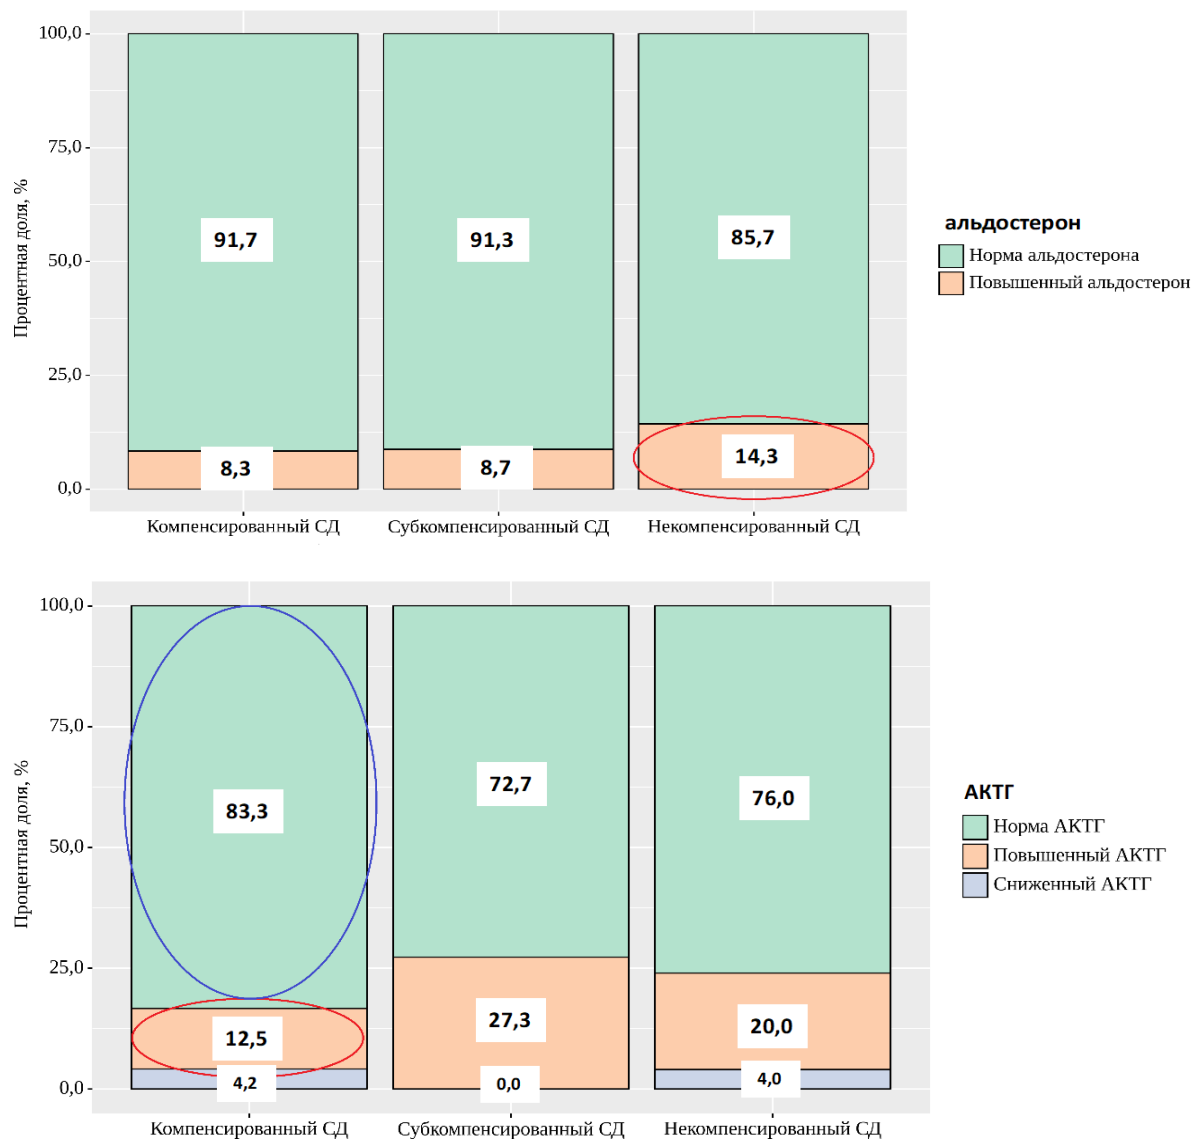 100,0
75,0
50,0
25,0
0,0
Процентная доля, %
91,7
91,3
85,7
8,3
8,7
14,3
Компенсированный СД
Субкомпенсированный СД
Некомпенсированный СД
альдостерон
Норма альдостерона
Повышенный альдостерон
100,0
75,0
50,0
25,0
0,0
Процентная доля, %
83,3
72,7
76,0
12,5
27,3
20,0
4,2
0,0
4,0
Компенсированный СД
Субкомпенсированный СД
Некомпенсированный СД
АКТГ
Норма АКТГ
Повышенный АКТГ
Сниженный АКТГ